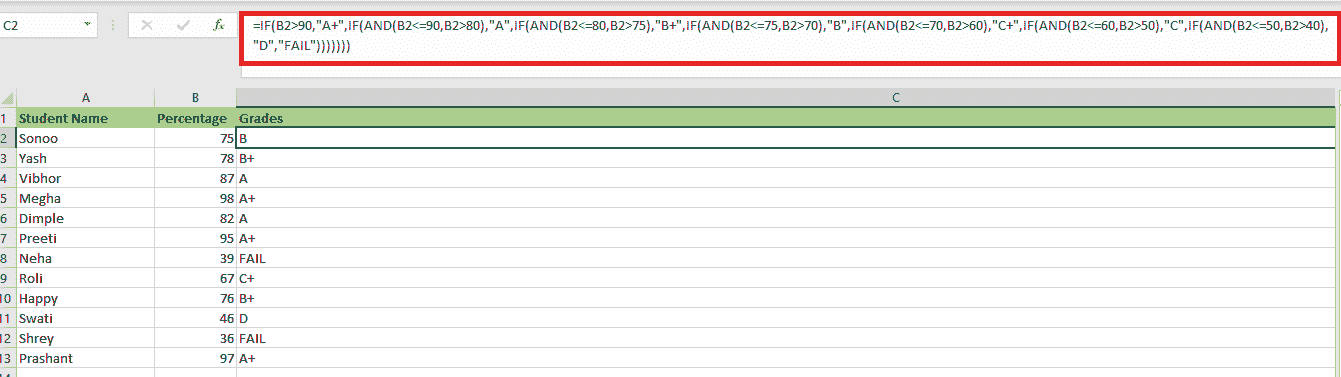 C2
fx
=IF(B2>90,"A+",IF(AND(B2<=90,B2>80),"A",IF(AND(B2<=80,B2>75),"B+",IF(AND(B2<=75,B2>70),"B",IF(AND(B2<=70,B2>60),"C+",IF(AND(B2<=60,B2>50),"C",IF(AND(B2<=50,B2>40),
"D","FAIL")))))))
A B C
1 Student Name Percentage Grades
2 Sonoo 75 B
3 Yash 78 B+
4 Vibhor 87 A
5 Megha 98 A+
6 Dimple 82 A
7 Preeti 95 A+
8 Neha 39 FAIL
9 Roli 67 C+
10 Happy 76 B+
11 Swati 46 D
12 Shrey 36 FAIL
13 Prashant 97 A+